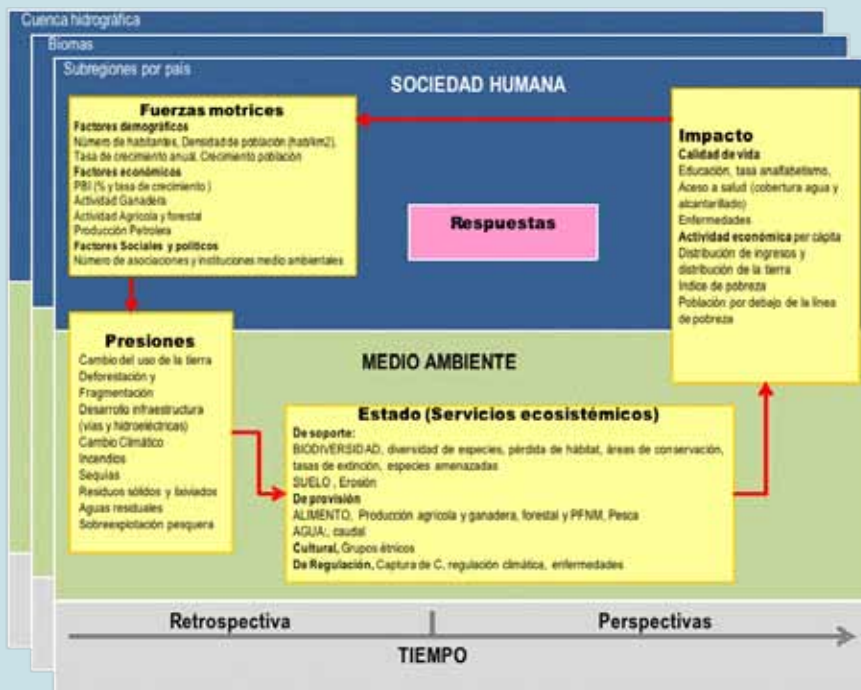 Cuenca hidrográfica
Biomas
Subregiones por país
SOCIEDAD HUMANA
Fuerzas motrices
Factores demográficos
Número de habitantes, Densidad de población (hab/km2),
Tasa de crecimiento anual, Crecimiento población
Factores económicos
PBI (% y tasa de crecimiento )
Actividad Ganadera
Actividad Agrícola y forestal
Producción Petrolera
Factores Sociales y políticos
Número de asociaciones y instituciones medio ambientales
Respuestas
Impacto
Calidad de vida
Educación, tasa analfabetismo,
Aceso a salud (cobertura agua y
alcantarillado)
Enfermedades
Actividad económica per cápita
Distribución de ingresos y
distribución de la tierra
Indice de pobreza
Población por debajo de la línea
de pobreza
Presiones
Cambio del uso de la tierra
Deforestación y
Fragmentación
Desarrollo infraestructura
(vías y hidroeléctricas)
Cambio Climático
Incendios
Sequías
Residuos sólidos y lixiviados
Aguas residuales
Sobreexplotación pesquera
MEDIO AMBIENTE
Estado (Servicios ecosistémicos)
De soporte:
BIODIVERSIDAD, diversidad de especies, pérdida de hábitat, áreas de conservación,
tasas de extinción, especies amenazadas
SUELO , Erosión
De provisión
ALIMENTO, Producción agrícola y ganadera, forestal y PFNM, Pesca
AGUA:, caudal
Cultural, Grupos étnicos
De Regulación, Captura de C, regulación climática, enfermedades
Retrospectiva
Perspectivas
TIEMPO